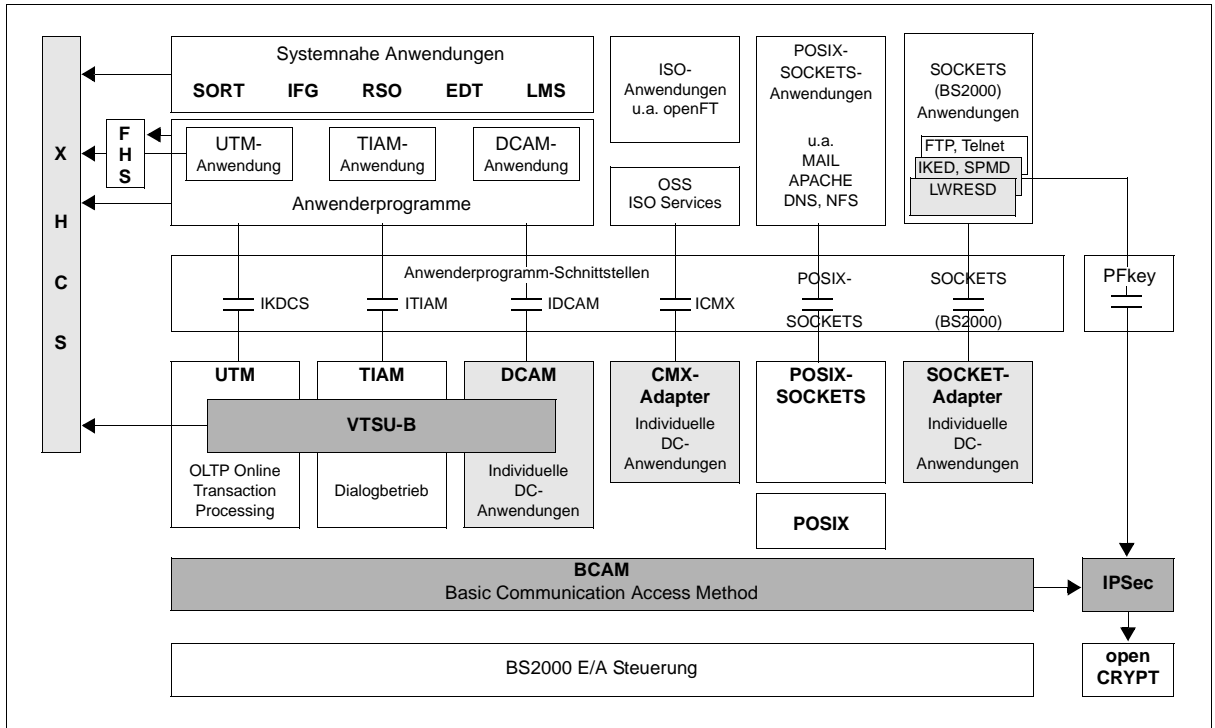 X
H
C
S
F
H
S
Systemnahe Anwendungen
SORT IFG RSO EDT LMS
UTM-
Anwendung
TIAM-
Anwendung
DCAM-
Anwendung
Anwenderprogramme
ISO-
Anwendungen
u.a. openFT
OSS
ISO Services
POSIX-
SOCKETS-
Anwendungen
u.a.
MAIL
APACHE
DNS, NFS
SOCKETS
(BS2000)
Anwendungen
FTP, Telnet
IKED, SPMD
LWRESD
Anwenderprogramm-Schnittstellen
IKDCS
ITIAM
IDCAM
ICMX
POSIX-
SOCKETS
SOCKETS
(BS2000)
PFkey
UTM
TIAM
DCAM
VTSU-B
OLTP Online
Transaction
Processing
Dialogbetrieb
Individuelle
DC-
Anwendungen
CMX-
Adapter
Individuelle
DC-
Anwendungen
POSIX-
SOCKETS
POSIX
SOCKET-
Adapter
Individuelle
DC-
Anwendungen
BCAM
Basic Communication Access Method
IPSec
BS2000 E/A Steuerung
open
CRYPT